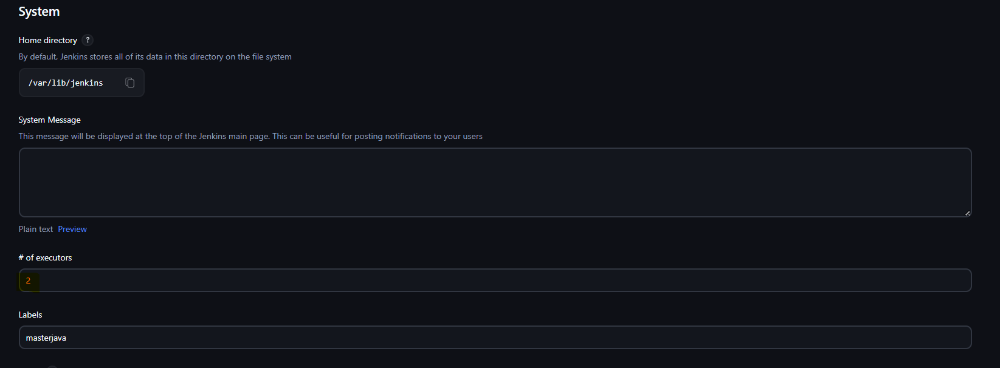 System
Home directory ?
By default, Jenkins stores all of its data in this directory on the file system
/var/lib/jenkins
System Message
This message will be displayed at the top of the Jenkins main page. This can be useful for posting notifications to your users
Plain text Preview
# of executors
2
Labels
masterjava